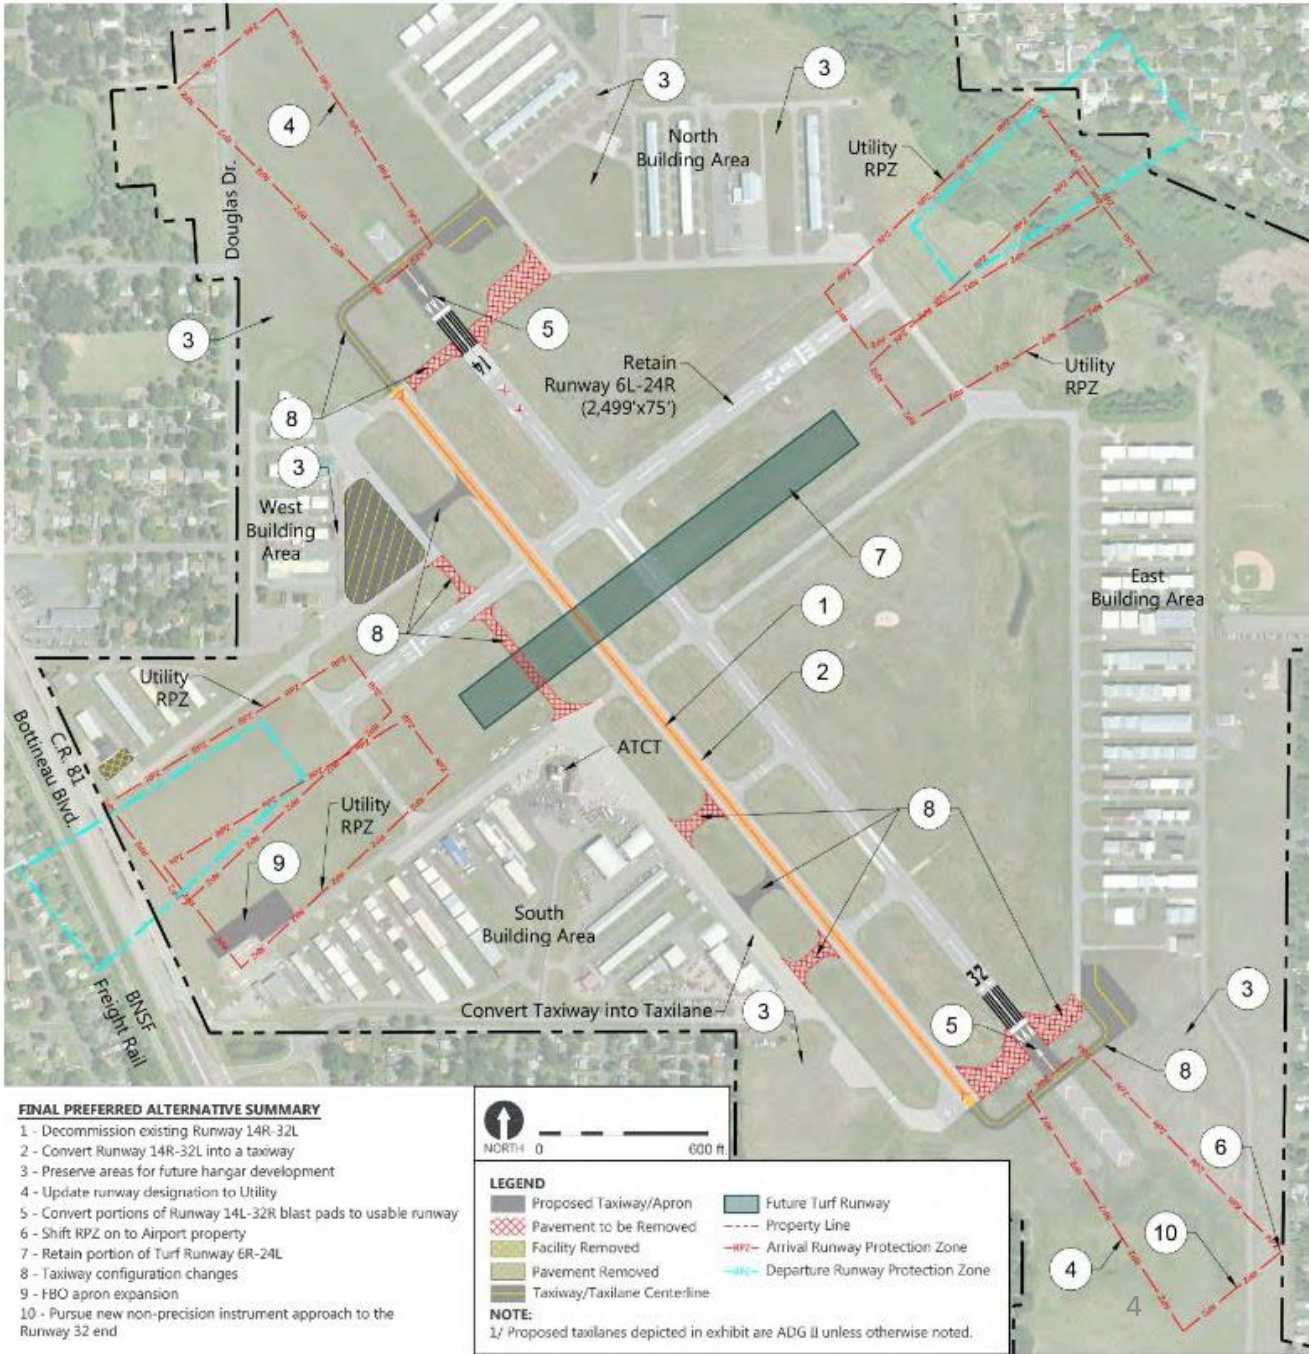 3
3
4
North
Building Area
Utility
RPZ
Douglas Dr.
14
5
3
Retain
Runway 6L-24R
(2,499'x75')
Utility
RPZ
8
3
West
Building
Area
7
1
East
Building Area
8
2
Utility
RPZ
C.R. 81
Bottineau Blvd.
ATCT
Utility
RPZ
8
9
South
Building Area
32
BNSF
Freight Rail
Convert Taxiway into Taxilane
3
5
3
8
6
10
4
4
FINAL PREFERRED ALTERNATIVE SUMMARY
1 - Decommission existing Runway 14R-32L
2 - Convert Runway 14R-32L into a taxiway
3 - Preserve areas for future hangar development
4 - Update runway designation to Utility
5 - Convert portions of Runway 14L-32R blast pads to usable runway
6 - Shift RPZ on to Airport property
7 - Retain portion of Turf Runway 6R-24L
8 - Taxiway configuration changes
9 - FBO apron expansion
10 - Pursue new non-precision instrument approach to the
Runway 32 end
NORTH 0 600 ft.
LEGEND
Proposed Taxiway/Apron
Pavement to be Removed
Facility Removed
Pavement Removed
Taxiway/Taxilane Centerline
Future Turf Runway
Property Line
RPZ Arrival Runway Protection Zone
Departure Runway Protection Zone
NOTE:
1/ Proposed taxilanes depicted in exhibit are ADG II unless otherwise noted.